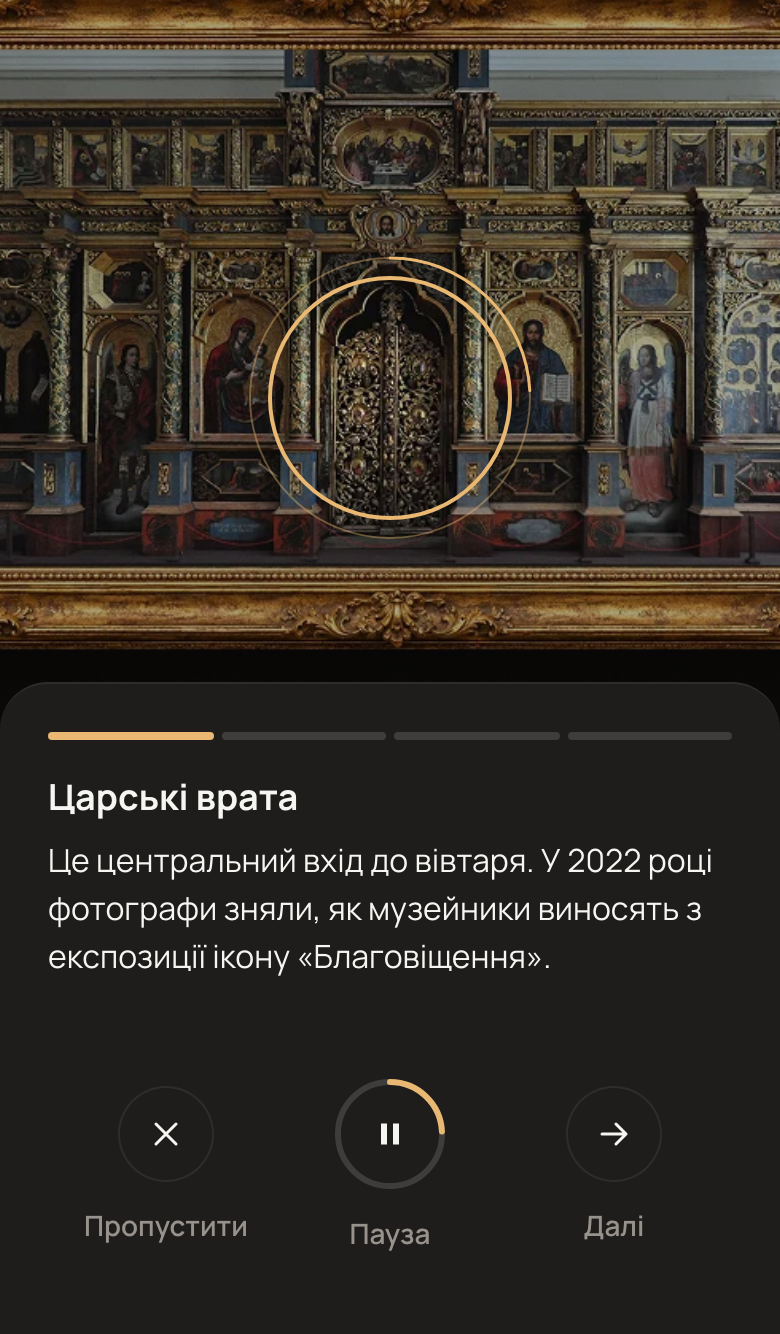 Царські врата
Це центральний вхід до вівтаря. У 2022 році
фотографи зняли, як музейники виносять з
експозиції ікону «Благовіщення».
Пропустити
Пауза
Далі